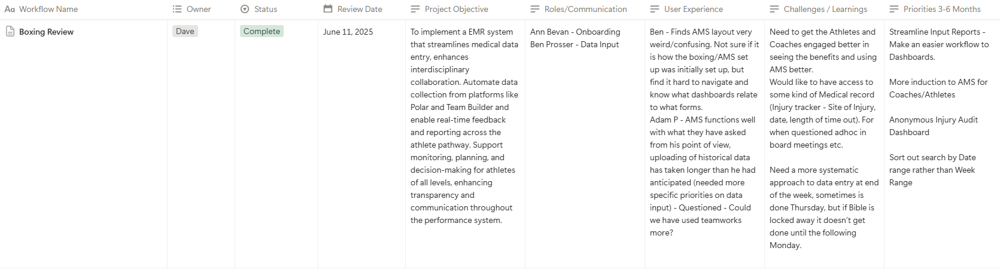 Aa Workflow Name
Owner
Status
Review Date
Project Objective
Roles/Communication
User Experience
Challenges / Learnings
Priorities 3-6 Months
Boxing Review
Dave
Complete
June 11, 2025
To implement a EMR system
that streamlines medical data
entry, enhances
interdisciplinary
collaboration. Automate data
collection from platforms like
Polar and Team Builder and
enable real-time feedback
and reporting across the
athlete pathway. Support
monitoring, planning, and
decision-making for athletes
of all levels, enhancing
transparency and
communication throughout
the performance system.
Ann Bevan - Onboarding
Ben Prosser - Data Input
Ben - Finds AMS layout very
weird/confusing. Not sure if it
is how the boxing/AMS set
up was initially set up, but
find it hard to navigate and
know what dashboards relate
to what forms.
Adam P - AMS functions well
with what they have asked
from his point of view,
uploading of historical data
has taken longer than he had
anticipated (needed more
specific priorities on data
input) - Questioned - Could
we have used teamworks
more?
Need to get the Athletes and
Coaches engaged better in
seeing the benefits and using
AMS better.
Would like to have access to
some kind of Medical record
(Injury tracker - Site of Injury,
date, length of time out). For
when questioned adhoc in
board meetings etc.
Need a more systematic
approach to data entry at end
of the week, sometimes is
done Thursday, but if Bible is
locked away it doesn't get
done until the following
Monday.
Streamline Input Reports -
Make an easier workflow to
Dashboards.
More induction to AMS for
Coaches/Athletes
Anonymous Injury Audit
Dashboard
Sort out search by Date
range rather than Week
Range